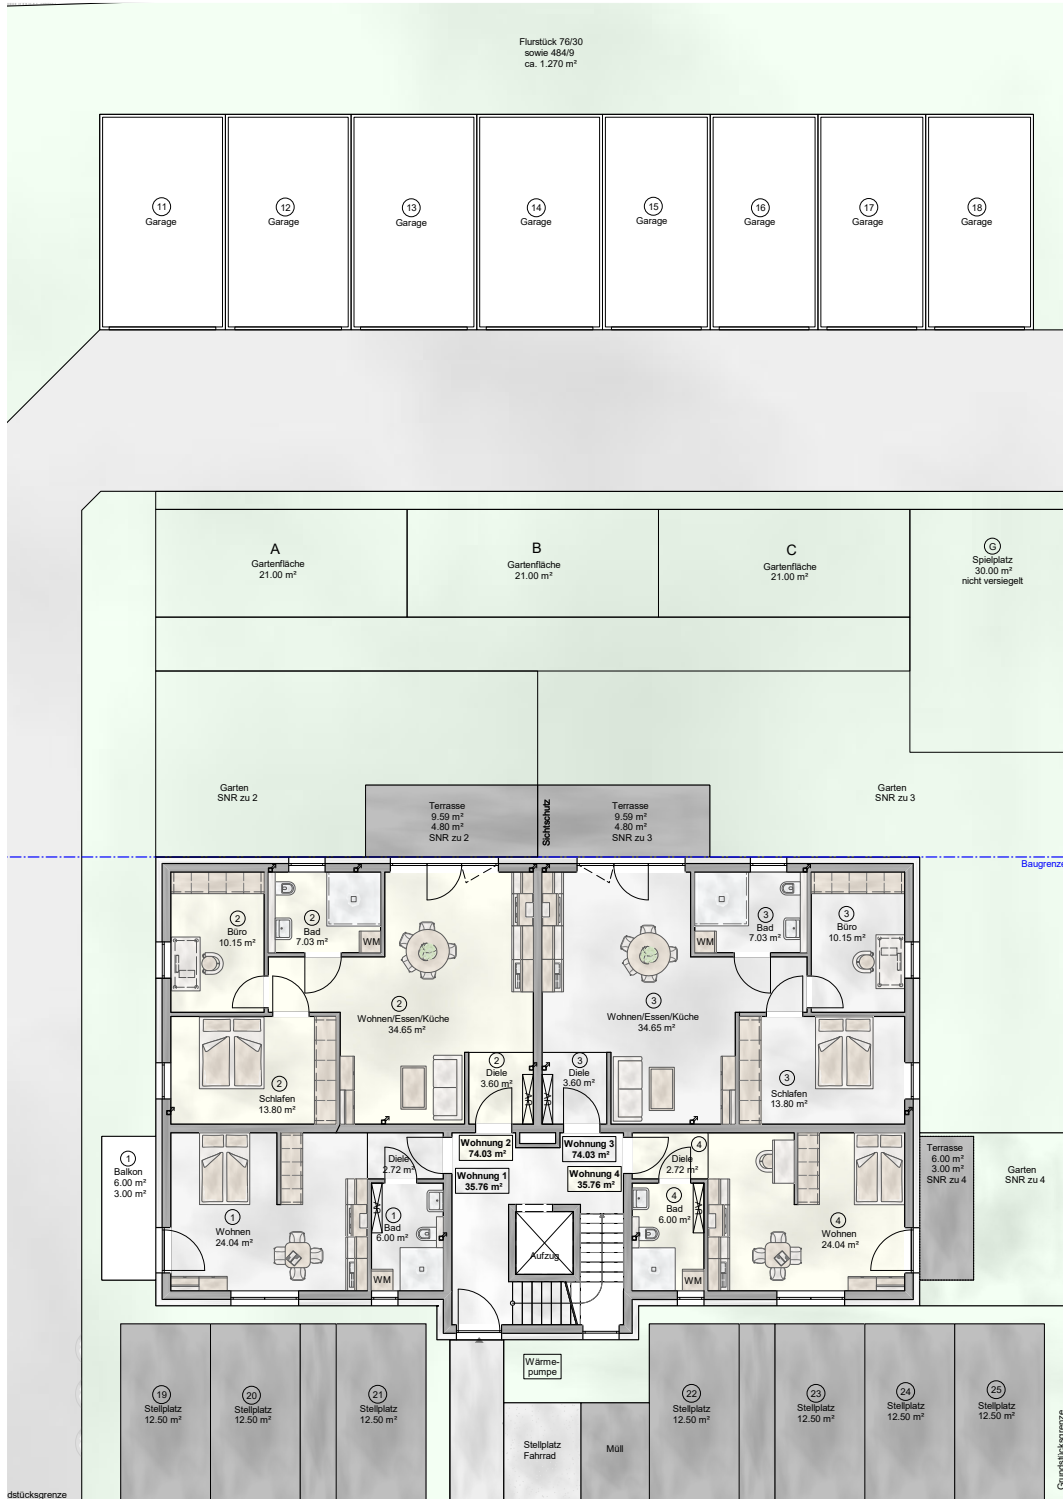 Flurstück 76/30
sowie 484/9
ca. 1.270 m²
11
Garage
12
Garage
13
Garage
14
Garage
15
Garage
16
Garage
17
Garage
18
Garage
A
Gartenfläche
21.00 m²
B
Gartenfläche
21.00 m²
C
Gartenfläche
21.00 m²
G
Spielplatz
30.00 m²
nicht versiegelt
Garten
SNR zu 2
Terrasse
9.59 m²
4.80 m²
SNR zu 2
Sichtschutz
Terrasse
9.59 m²
4.80 m²
SNR zu 3
Garten
SNR zu 3
Baugrenze
2
Büro
10.15 m²
2
Bad
7.03 m²
WM
2
Wohnen/Essen/Küche
34.65 m²
2
Schlafen
13.80 m²
2
Diele
3.60 m²
AR
3
Diele
3.60 m²
AR
3
Wohnen/Essen/Küche
34.65 m²
WM
3
Bad
7.03 m²
3
Büro
10.15 m²
3
Schlafen
13.80 m²
Wohnung 2
74.03 m²
Wohnung 3
74.03 m²
Wohnung 1
35.76 m²
Wohnung 4
35.76 m²
1
Balkon
6.00 m²
3.00 m²
1
Wohnen
24.04 m²
Diele
2.72 m²
AR
1
Bad
6.00 m²
WM
Aufzug
4
Diele
2.72 m²
4
Bad
6.00 m²
AR
WM
4
Wohnen
24.04 m²
Terrasse
6.00 m²
3.00 m²
SNR zu 4
Garten
SNR zu 4
19
Stellplatz
12.50 m²
20
Stellplatz
12.50 m²
21
Stellplatz
12.50 m²
Wärme-
pumpe
Stellplatz
Fahrrad
Müll
22
Stellplatz
12.50 m²
23
Stellplatz
12.50 m²
24
Stellplatz
12.50 m²
25
Stellplatz
12.50 m²
Grundstücksgrenze
dstücksgrenze